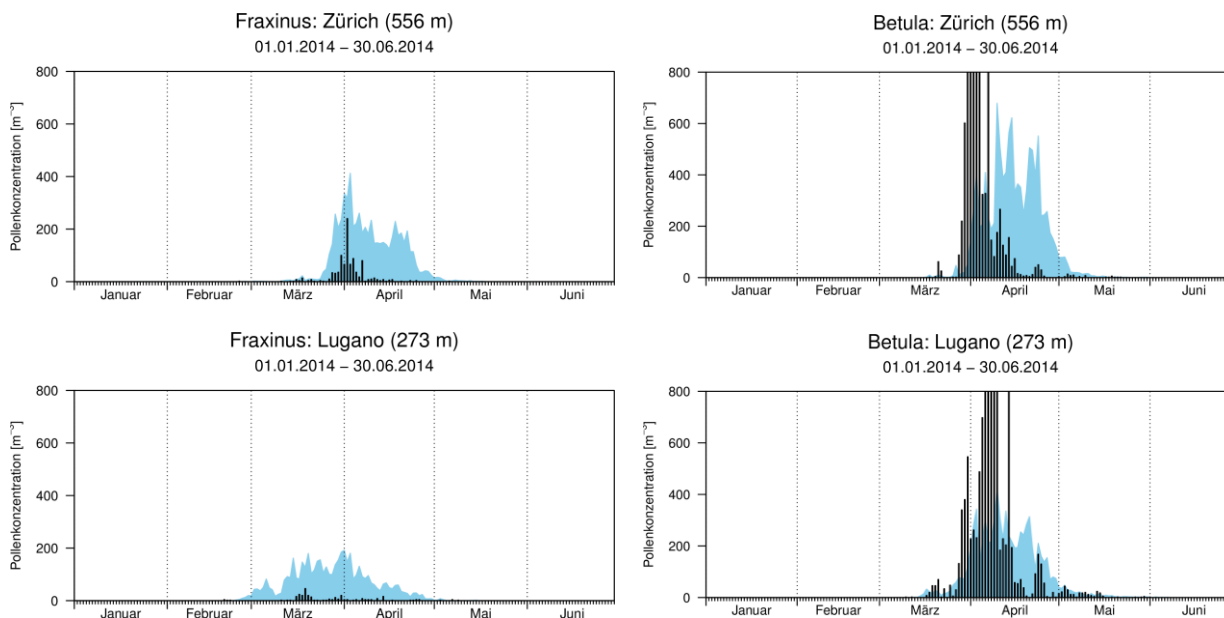 Fraxinus: Zürich (556 m)
01.01.2014 – 30.06.2014
Pollenkonzentration [m⁻³]
800
600
400
200
0
Januar Februar März April Mai Juni
Betula: Zürich (556 m)
01.01.2014 – 30.06.2014
Pollenkonzentration [m⁻³]
800
600
400
200
0
Januar Februar März April Mai Juni
Fraxinus: Lugano (273 m)
01.01.2014 – 30.06.2014
Pollenkonzentration [m⁻³]
800
600
400
200
0
Januar Februar März April Mai Juni
Betula: Lugano (273 m)
01.01.2014 – 30.06.2014
Pollenkonzentration [m⁻³]
800
600
400
200
0
Januar Februar März April Mai Juni